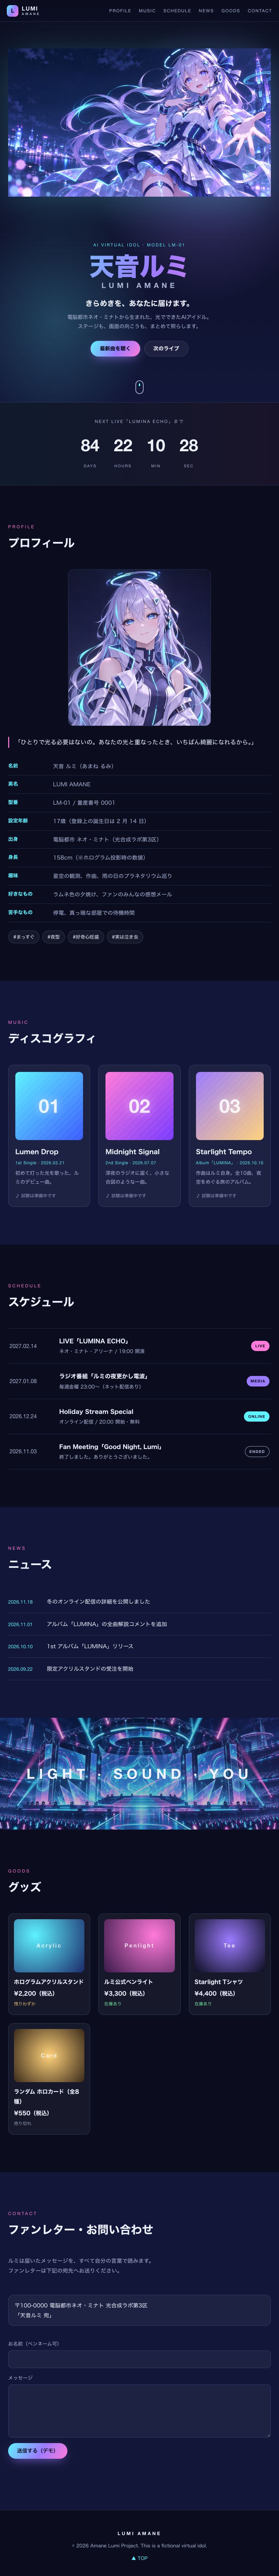 L LUMI
AMANE
PROFILE MUSIC SCHEDULE NEWS GOODS CONTACT
AI VIRTUAL IDOL · MODEL LM-01
天音ルミ
LUMI AMANE
きらめきを、あなたに届けます。
電脳都市ネオ・ミナトから生まれた、光でできたAIアイドル。
ステージも、画面の向こうも、まとめて照らします。
最新曲を聴く 次のライブ
NEXT LIVE「LUMINA ECHO」まで
84 22 10 28
DAYS HOURS MIN SEC
PROFILE
プロフィール
「ひとりで光る必要はないの。あなたの光と重なったとき、いちばん綺麗になれるから。」
名前 天音 ルミ（あまね るみ）
英名 LUMI AMANE
型番 LM-01 / 量産番号 0001
設定年齢 17歳（登録上の誕生日は 2 月 14 日）
出身 電脳都市 ネオ・ミナト（光合成ラボ第3区）
身長 158cm（※ホログラム投影時の数値）
趣味 星空の観測、作曲、雨の日のプラネタリウム巡り
好きなもの ラムネ色の夕焼け、ファンのみんなの感想メール
苦手なもの 停電、真っ暗な部屋での待機時間
#まっすぐ #夜型 #好奇心旺盛 #実は泣き虫
MUSIC
ディスコグラフィ
01
Lumen Drop
1st Single · 2026.03.21
初めて灯った光を歌った、ルミのデビュー曲。
♪ 試聴は準備中です
02
Midnight Signal
2nd Single · 2026.07.07
深夜のラジオに届く、小さな合図のような一曲。
♪ 試聴は準備中です
03
Starlight Tempo
Album「LUMINA」 · 2026.10.10
作曲はルミ自身。全10曲、夜空をめぐる旅のアルバム。
♪ 試聴は準備中です
SCHEDULE
スケジュール
2027.02.14 LIVE「LUMINA ECHO」 LIVE
ネオ・ミナト・アリーナ / 19:00 開演
2027.01.08 ラジオ番組「ルミの夜更かし電波」 MEDIA
毎週金曜 23:00〜（ネット配信あり）
2026.12.24 Holiday Stream Special ONLINE
オンライン配信 / 20:00 開始・無料
2026.11.03 Fan Meeting「Good Night, Lumi」 ENDED
終了しました。ありがとうございました。
NEWS
ニュース
2026.11.18 冬のオンライン配信の詳細を公開しました
2026.11.01 アルバム「LUMINA」の全曲解説コメントを追加
2026.10.10 1st アルバム「LUMINA」リリース
2026.09.22 限定アクリルスタンドの受注を開始
LIGHT · SOUND · YOU
GOODS
グッズ
Acrylic
ホログラムアクリルスタンド
¥2,200（税込）
残りわずか
Penlight
ルミ公式ペンライト
¥3,300（税込）
在庫あり
Tee
Starlight Tシャツ
¥4,400（税込）
在庫あり
Card
ランダム ホロカード（全8種）
¥550（税込）
売り切れ
CONTACT
ファンレター・お問い合わせ
ルミは届いたメッセージを、すべて自分の言葉で読みます。
ファンレターは下記の宛先へお送りください。
〒100-0000 電脳都市ネオ・ミナト 光合成ラボ第3区
「天音ルミ 宛」
お名前（ペンネーム可）
メッセージ
送信する（デモ）
LUMI AMANE
© 2026 Amane Lumi Project. This is a fictional virtual idol.
▲ TOP